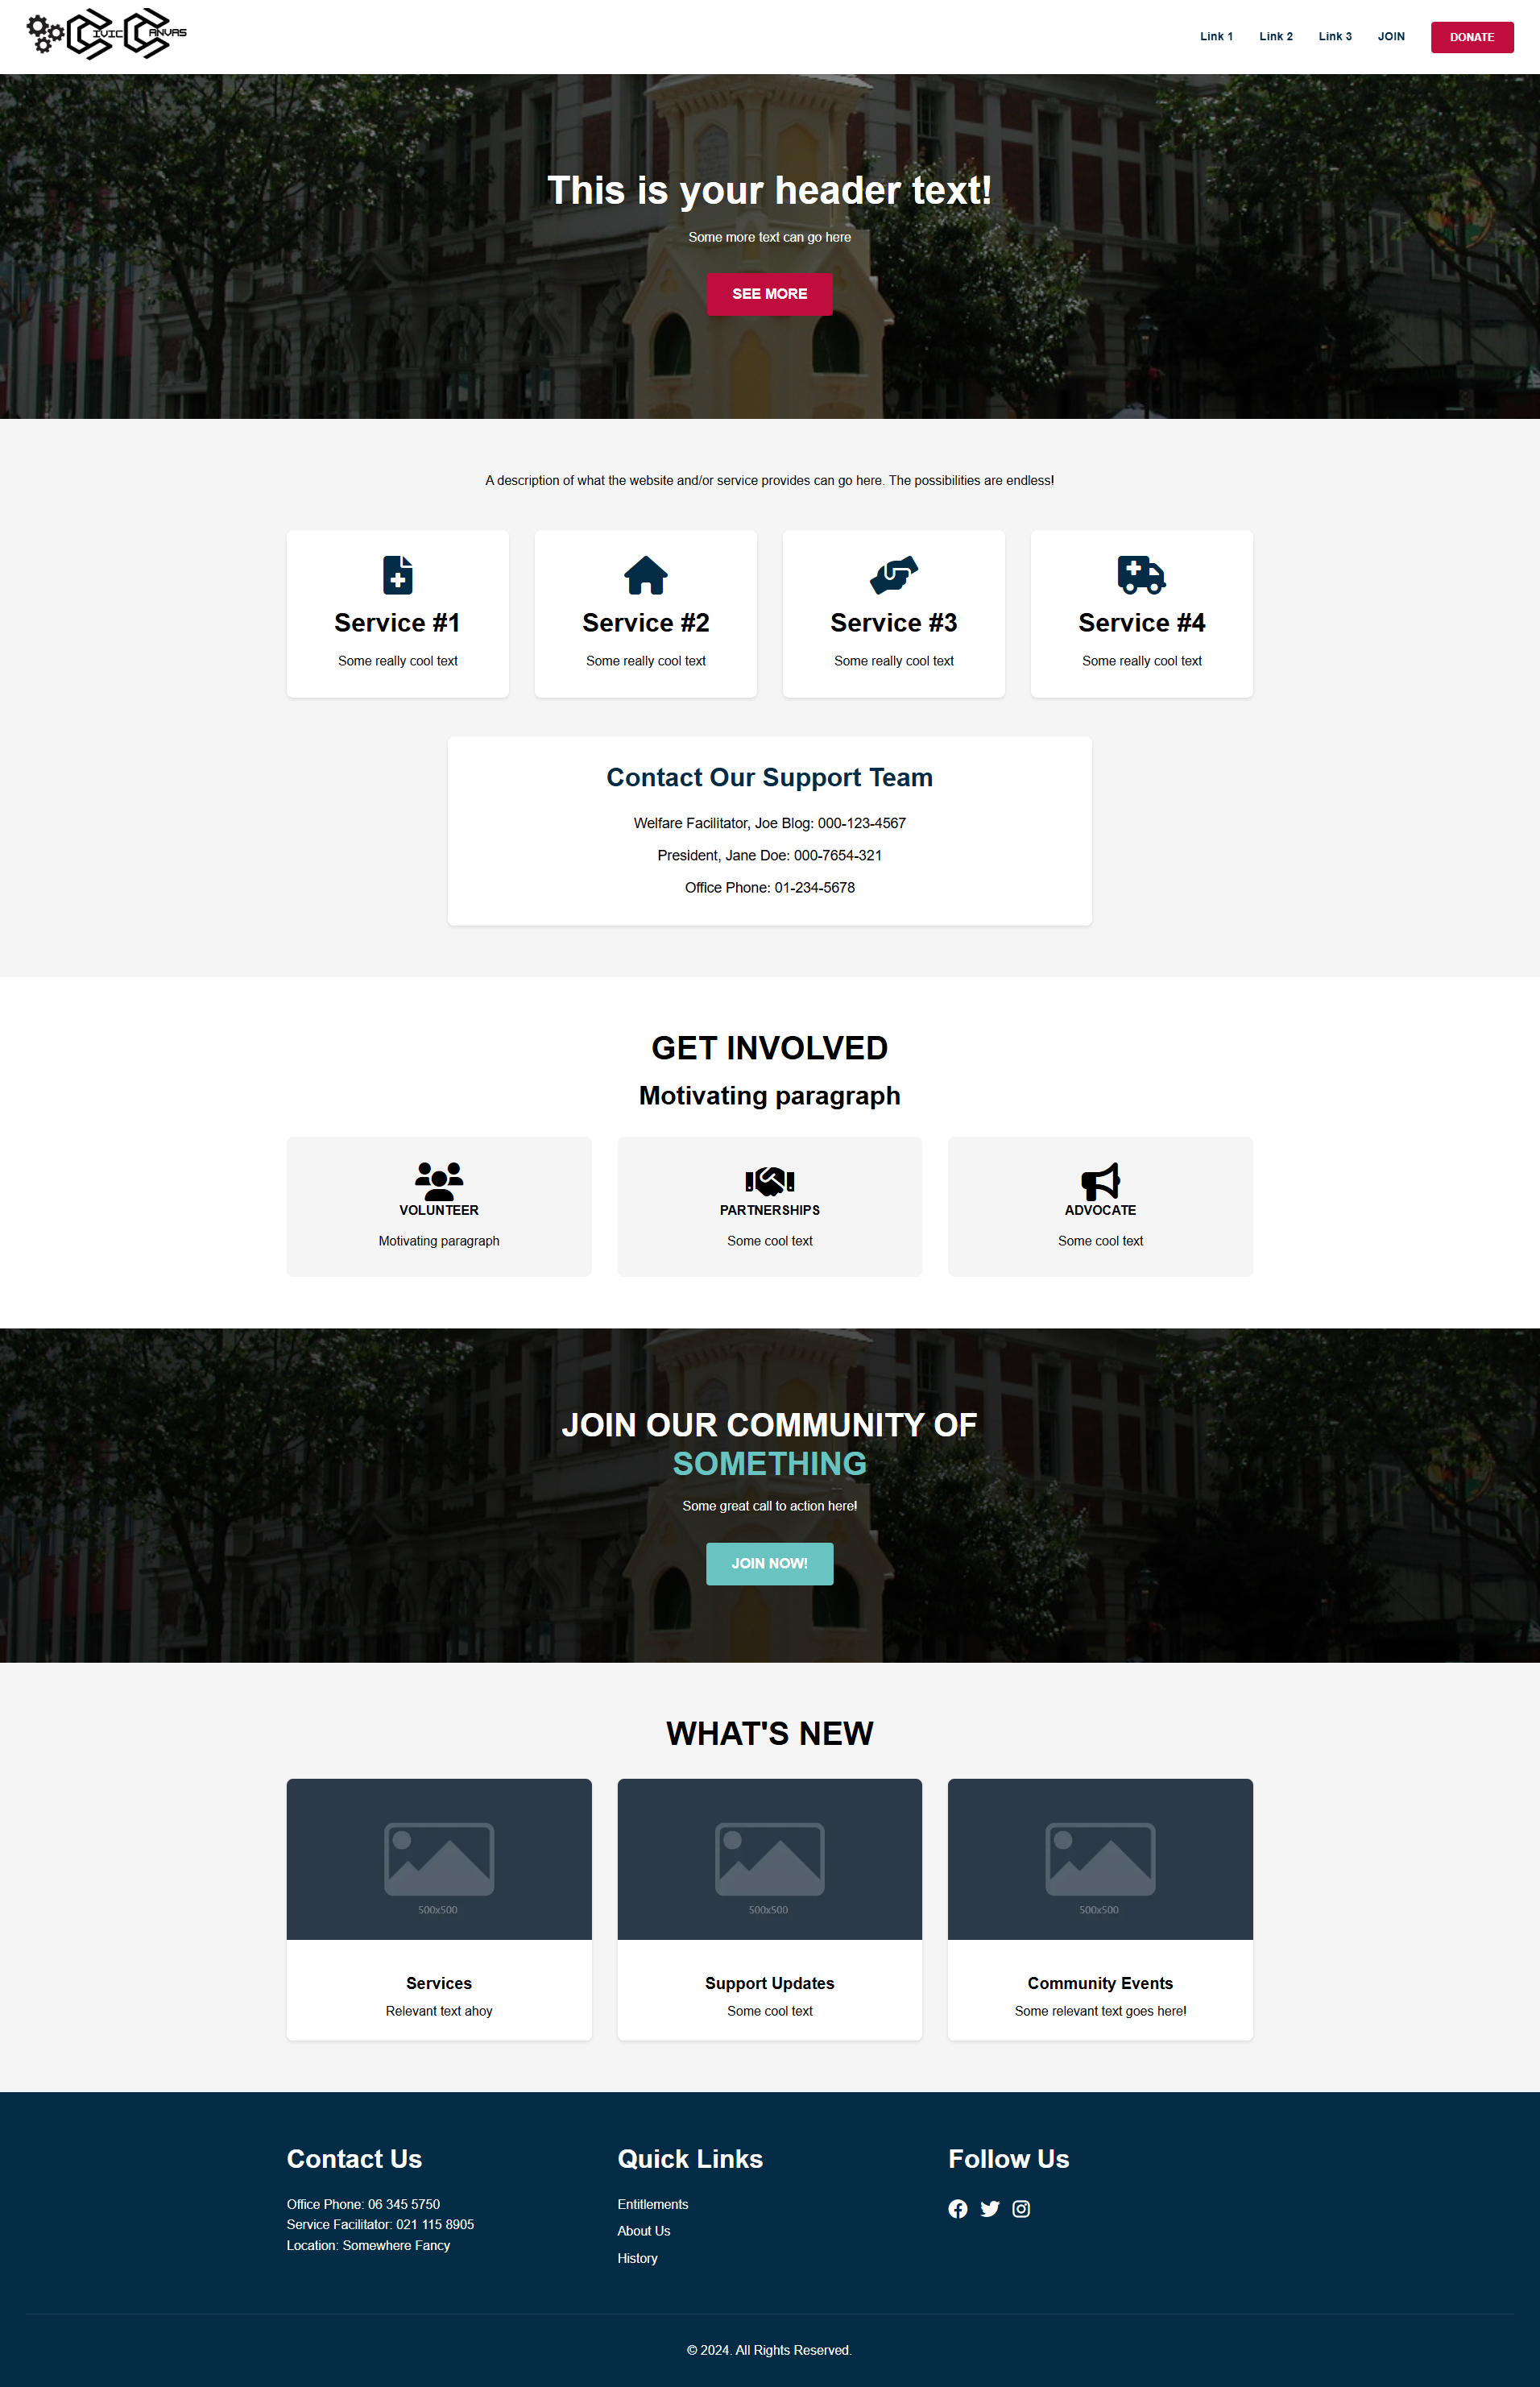 CIVIC CANVAS
Link 1 Link 2 Link 3 JOIN DONATE
This is your header text!
Some more text can go here
SEE MORE
A description of what the website and/or service provides can go here. The possibilities are endless!
Service #1 Service #2 Service #3 Service #4
Some really cool text Some really cool text Some really cool text Some really cool text
Contact Our Support Team
Welfare Facilitator, Joe Blog: 000-123-4567
President, Jane Doe: 000-7654-321
Office Phone: 01-234-5678
GET INVOLVED
Motivating paragraph
VOLUNTEER PARTNERSHIPS ADVOCATE
Motivating paragraph Some cool text Some cool text
JOIN OUR COMMUNITY OF
SOMETHING
Some great call to action here!
JOIN NOW!
WHAT'S NEW
500x500 500x500 500x500
Services Support Updates Community Events
Relevant text ahoy Some cool text Some relevant text goes here!
Contact Us Quick Links Follow Us
Office Phone: 06 345 5750 Entitlements
Service Facilitator: 021 115 8905 About Us
Location: Somewhere Fancy History
© 2024. All Rights Reserved.